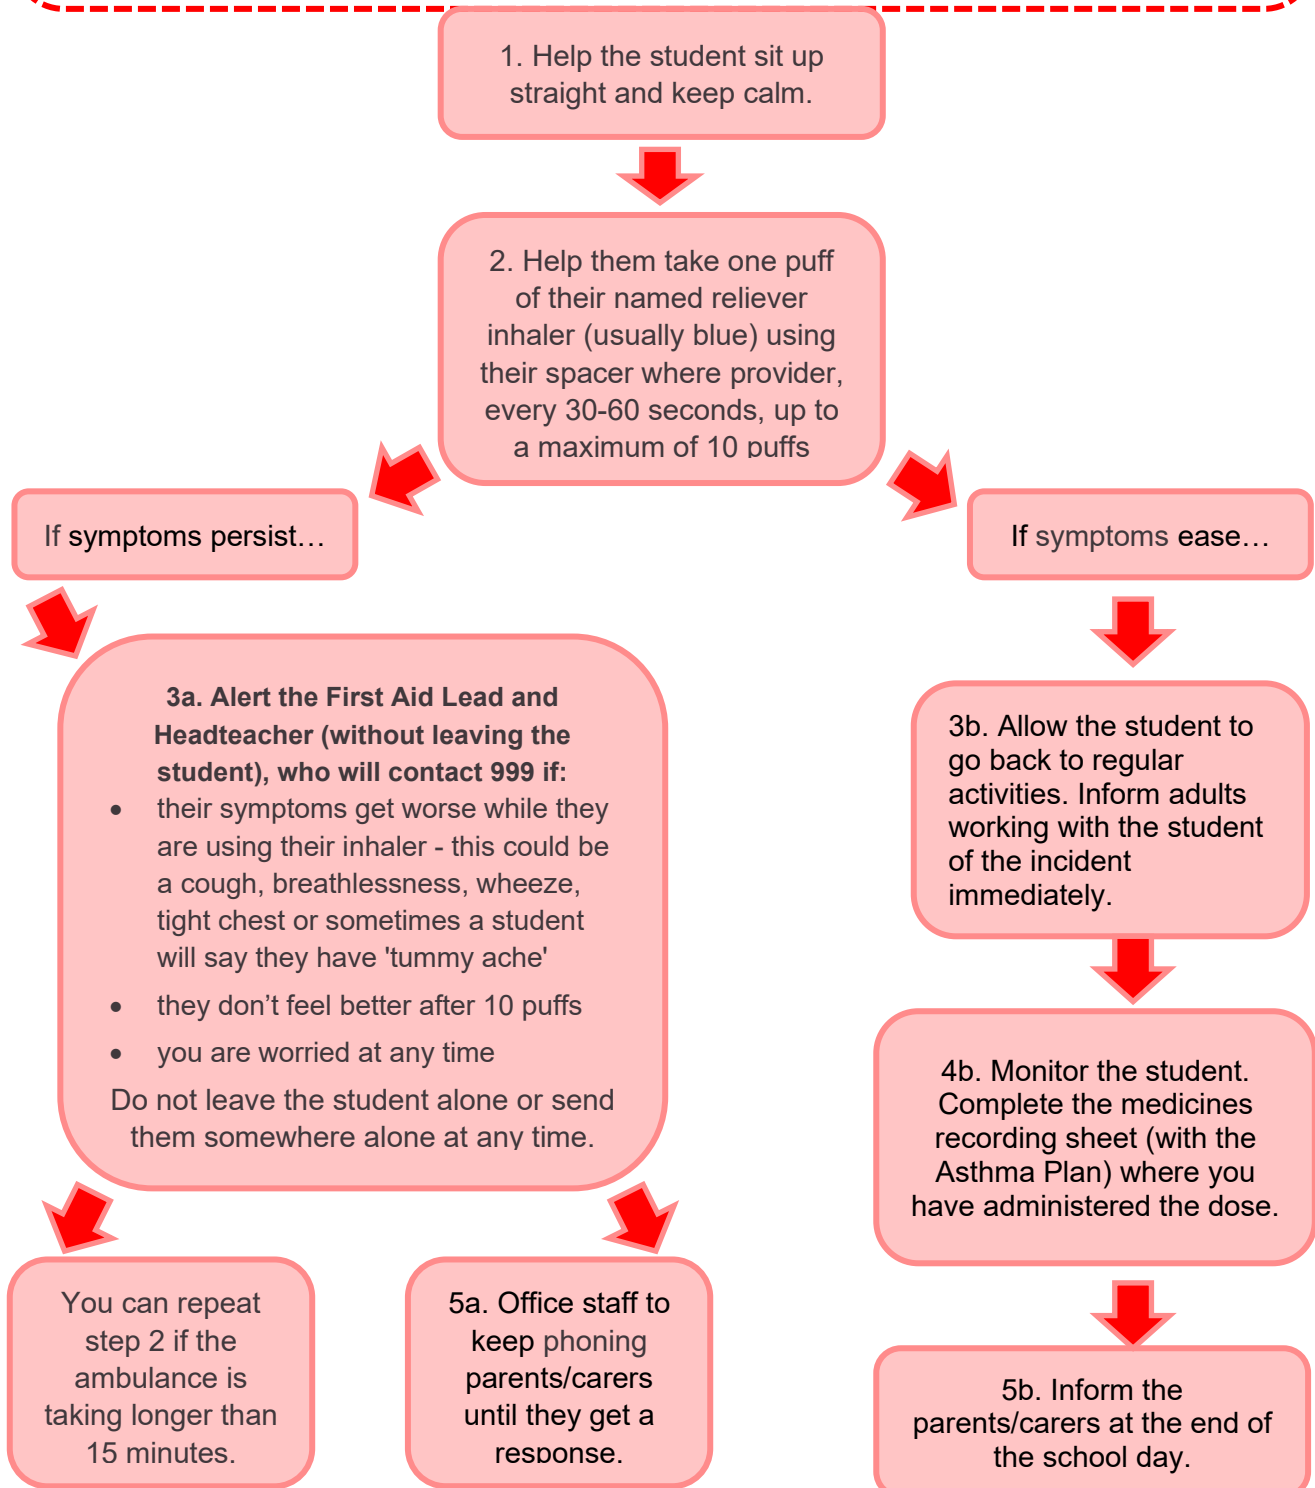 1. Help the student sit up
straight and keep calm.
2. Help them take one puff
of their named reliever
inhaler (usually blue) using
their spacer where provider,
every 30-60 seconds, up to
a maximum of 10 puffs
If symptoms persist…
If symptoms ease…
3a. Alert the First Aid Lead and
Headteacher (without leaving the
student), who will contact 999 if:
• their symptoms get worse while they
are using their inhaler - this could be
a cough, breathlessness, wheeze,
tight chest or sometimes a student
will say they have 'tummy ache'
• they don’t feel better after 10 puffs
• you are worried at any time
Do not leave the student alone or send
them somewhere alone at any time.
3b. Allow the student to
go back to regular
activities. Inform adults
working with the student
of the incident
immediately.
4b. Monitor the student.
Complete the medicines
recording sheet (with the
Asthma Plan) where you
have administered the dose.
You can repeat
step 2 if the
ambulance is
taking longer than
15 minutes.
5a. Office staff to
keep phoning
parents/carers
until they get a
response.
5b. Inform the
parents/carers at the end of
the school day.